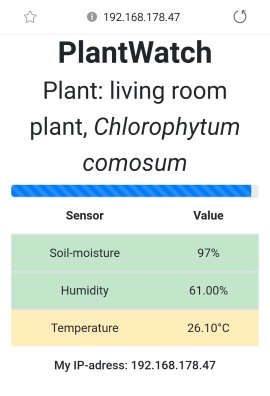 192.168.178.47
PlantWatch
Plant: living room
plant, Chlorophytum
comosum
Sensor Value
Soil-moisture 97%
Humidity 61.00%
Temperature 26.10°C
My IP-adress: 192.168.178.47